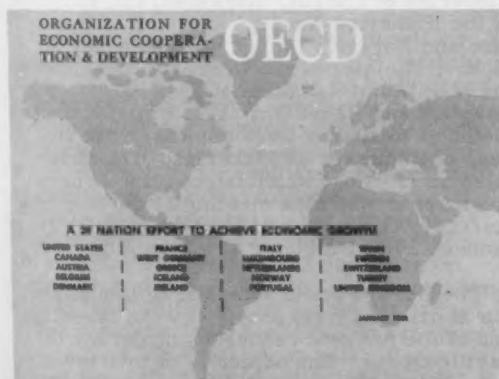 ORGANIZATION FOR
ECONOMIC COOPERA-
TION & DEVELOPMENT
OECD
A NATION EFFORT TO ACHIEVE ECONOMIC GROWTH
UNITED STATES
CANADA
AUSTRIA
BELGIUM
DENMARK
FRANCE
WEST GERMANY
GREECE
ICELAND
IRELAND
ITALY
LUXEMBOURG
NETHERLANDS
NORWAY
PORTUGAL
SPAIN
SWEDEN
SWITZERLAND
TURKEY
UNITED KINGDOM
JANUARY